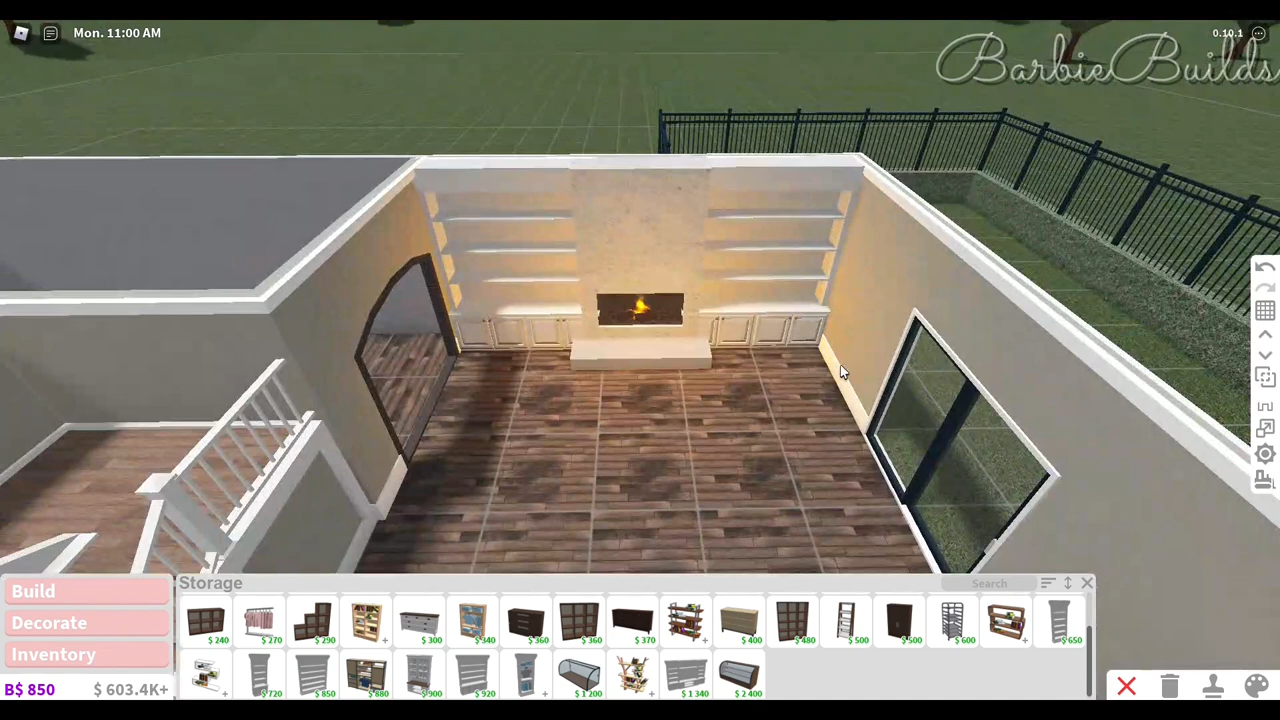 Mon. 11:00 AM
0.10.1
BarbieBuilds
Storage
Search
Build
Decorate
Inventory
B$ 850
$ 603.4K+
$ 240
$ 270
$ 290
+
$ 300
$ 340
$ 360
$ 360
$ 370
+
$ 400
$ 480
$ 500
$ 500
$ 600
+
$ 650
+
$ 720
$ 850
$ 880
$ 900
$ 920
+
$ 1 200
+
$ 1 340
$ 2 400